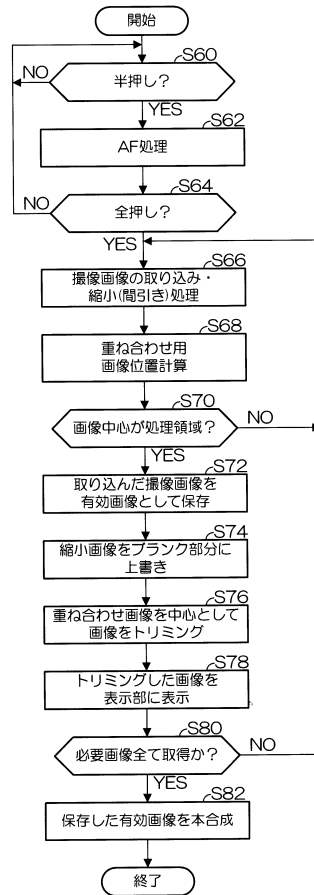 開始
S60
NO
半押し?
YES
S62
AF処理
S64
NO
全押し?
YES
S66
撮像画像の取り込み・
縮小(間引き)処理
S68
重ね合わせ用
画像位置計算
S70
画像中心が処理領域?
NO
YES
S72
取り込んだ撮像画像を
有効画像として保存
S74
縮小画像をブランク部分に
上書き
S76
重ね合わせ画像を中心として
画像をトリミング
S78
トリミングした画像を
表示部に表示
S80
必要画像全て取得か?
NO
YES
S82
保存した有効画像を本合成
終了